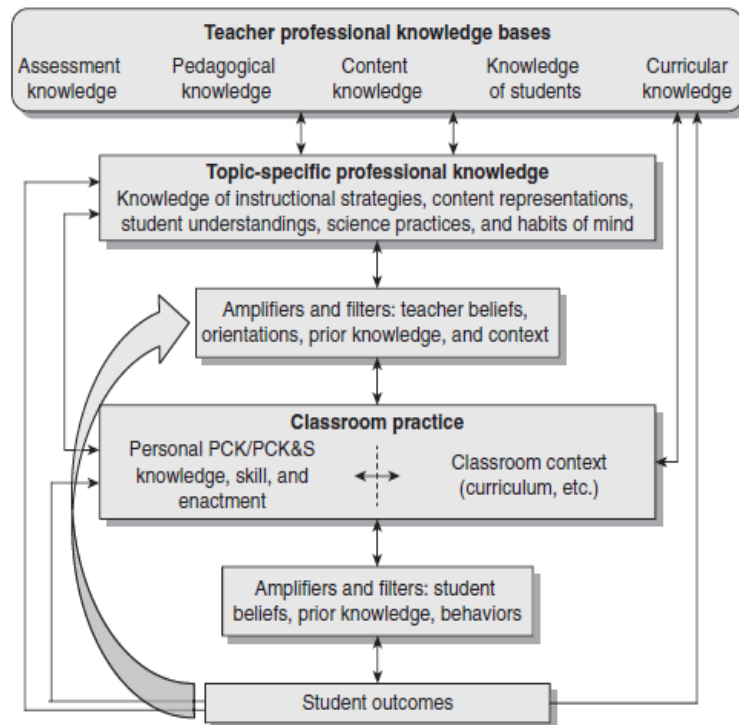 Teacher professional knowledge bases
Assessment knowledge
Pedagogical knowledge
Content knowledge
Knowledge of students
Curricular knowledge
Topic-specific professional knowledge
Knowledge of instructional strategies, content representations,
student understandings, science practices, and habits of mind
Amplifiers and filters: teacher beliefs,
orientations, prior knowledge, and context
Classroom practice
Personal PCK/PCK&S
knowledge, skill, and
enactment
Classroom context
(curriculum, etc.)
Amplifiers and filters: student
beliefs, prior knowledge, behaviors
Student outcomes